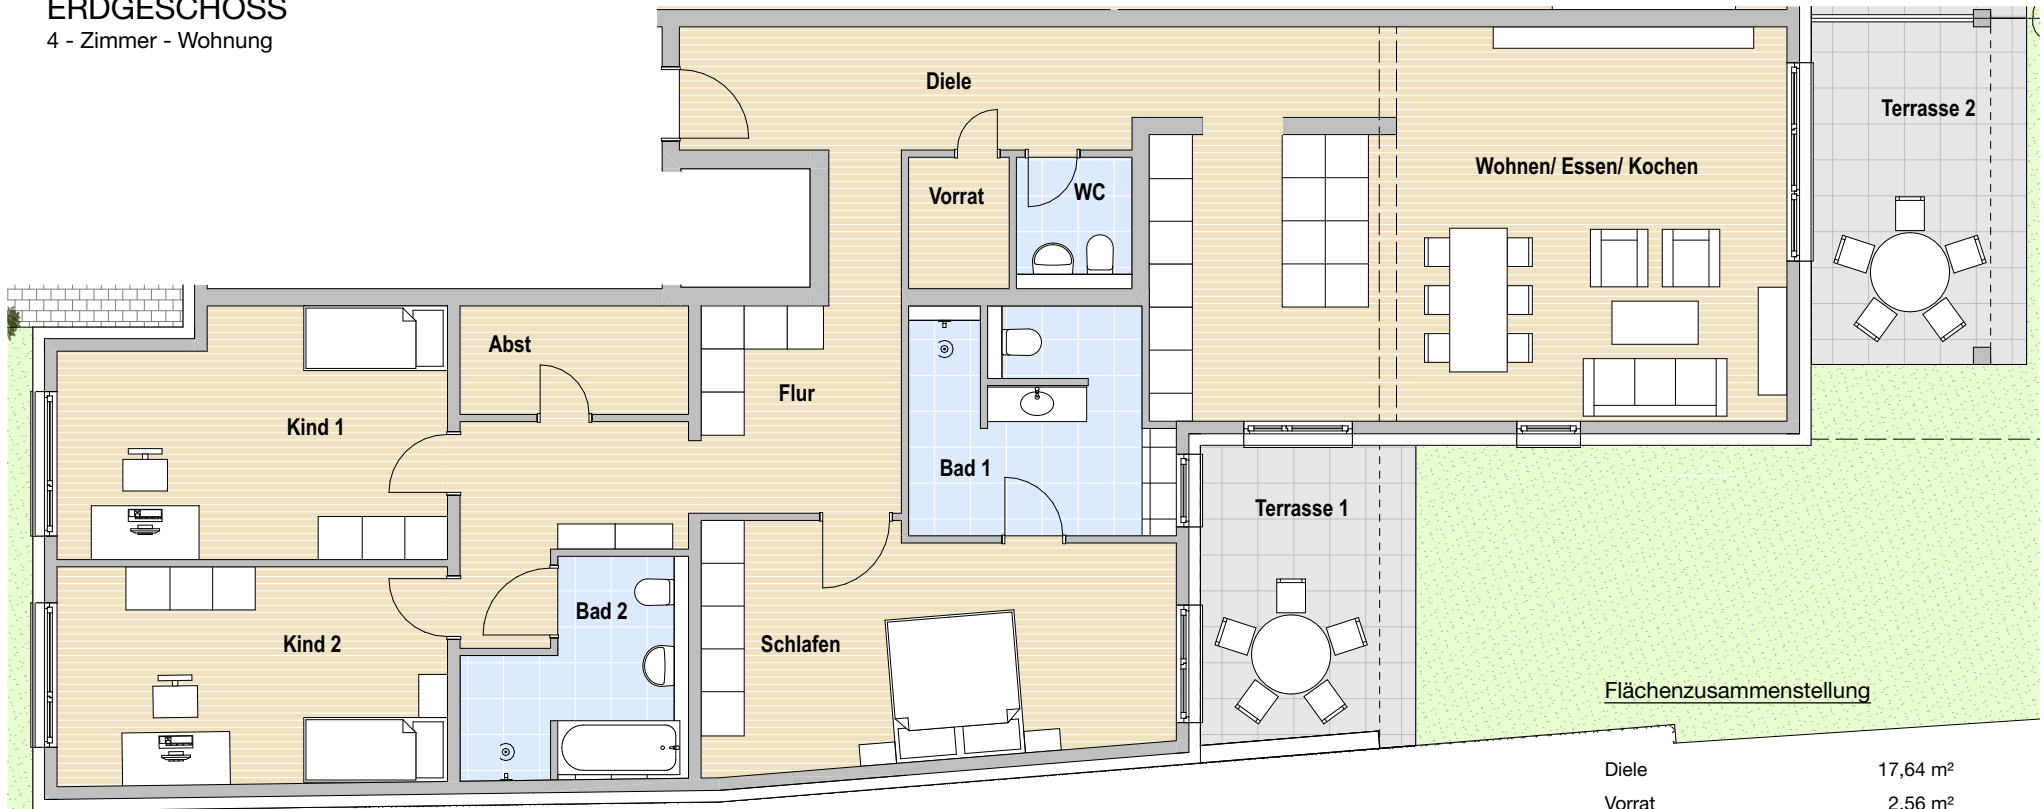 ERDGESCHOSS
4 - Zimmer - Wohnung
Diele
Terrasse 2
Wohnen/ Essen/ Kochen
Vorrat
WC
Abst
Flur
Kind 1
Bad 1
Terrasse 1
Bad 2
Kind 2
Schlafen
Flächenzusammenstellung
Diele 17,64 m²
Vorrat 2,56 m²